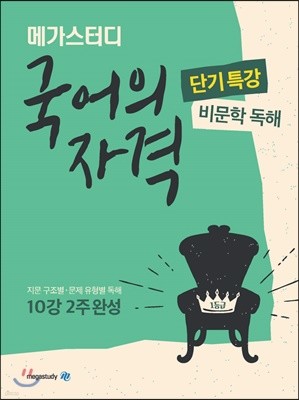 메가스터디
국어의
자격
단기 특강
비문학 독해
지문 구조별·문제 유형별 독해
10강 2주 완성
1등급
megastudy